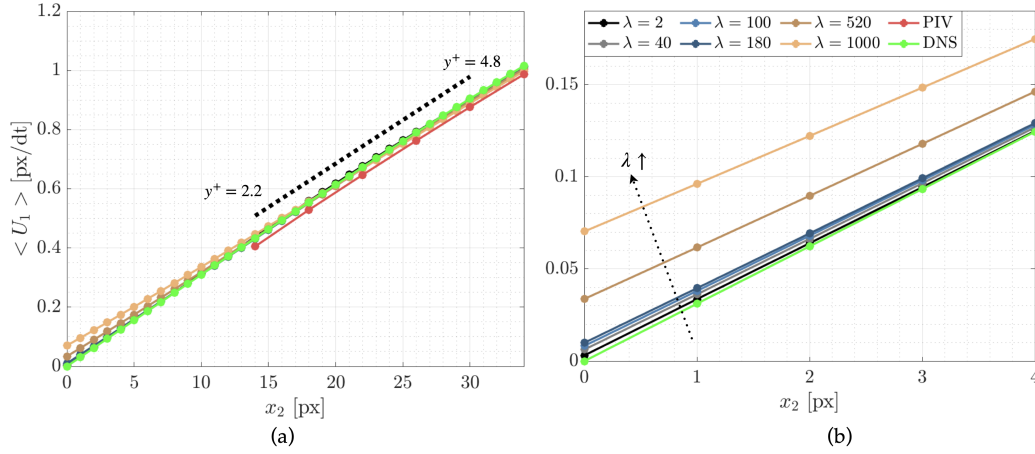 (a)
1.2
1
0.8
0.6
0.4
0.2
0
< U₁ > [px/dt]
y⁺ = 4.8
y⁺ = 2.2
0 5 10 15 20 25 30
x₂ [px]
(a)
(b)
λ = 2 λ = 100 λ = 520 PIV
λ = 40 λ = 180 λ = 1000 DNS
0.15
0.1
0.05
0
λ ↑
0 1 2 3 4
x₂ [px]
(b)